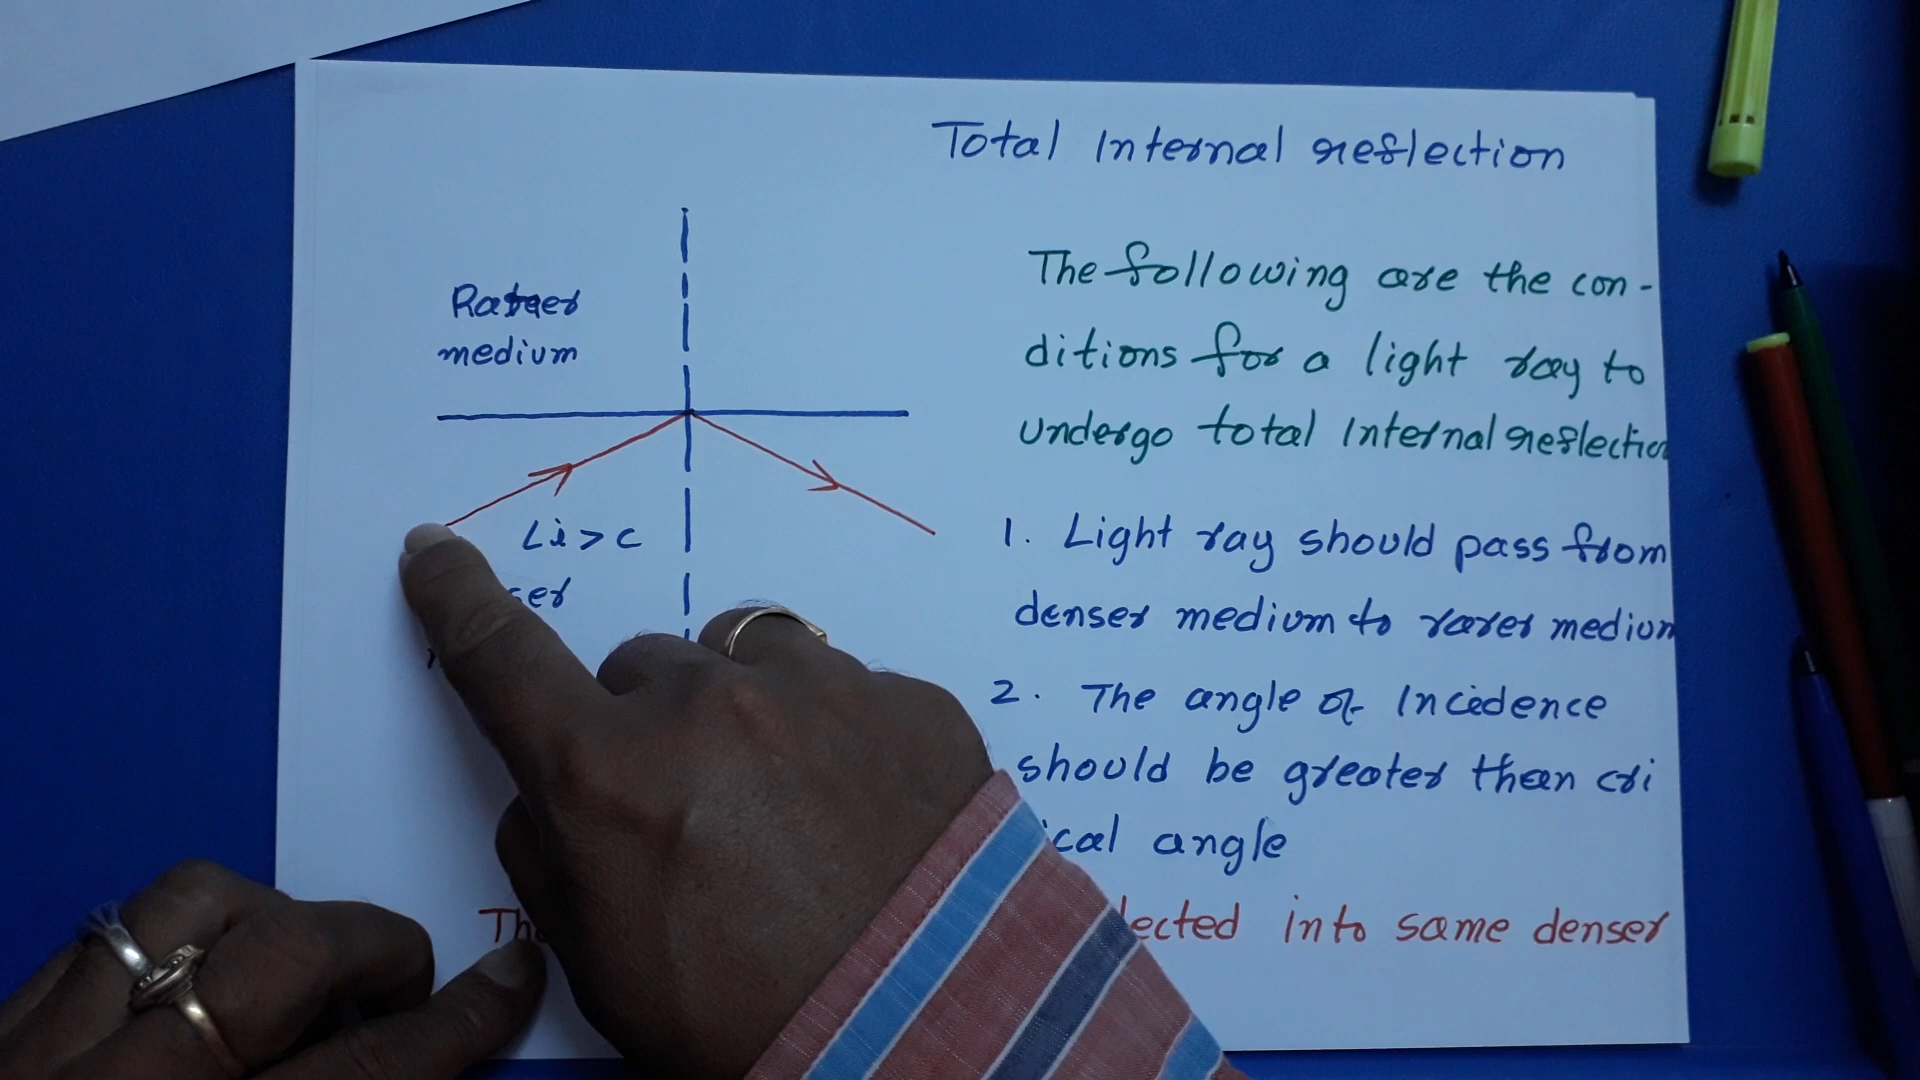 Total Internal reflection
medium
The following are the con-
ditions for a light ray to
undergo total Internal reflection
∠i > c
1. Light ray should pass from
denser medium to rarer medium
2. The angle of Incidence
should be greater than cri
ical angle
lected into same denser